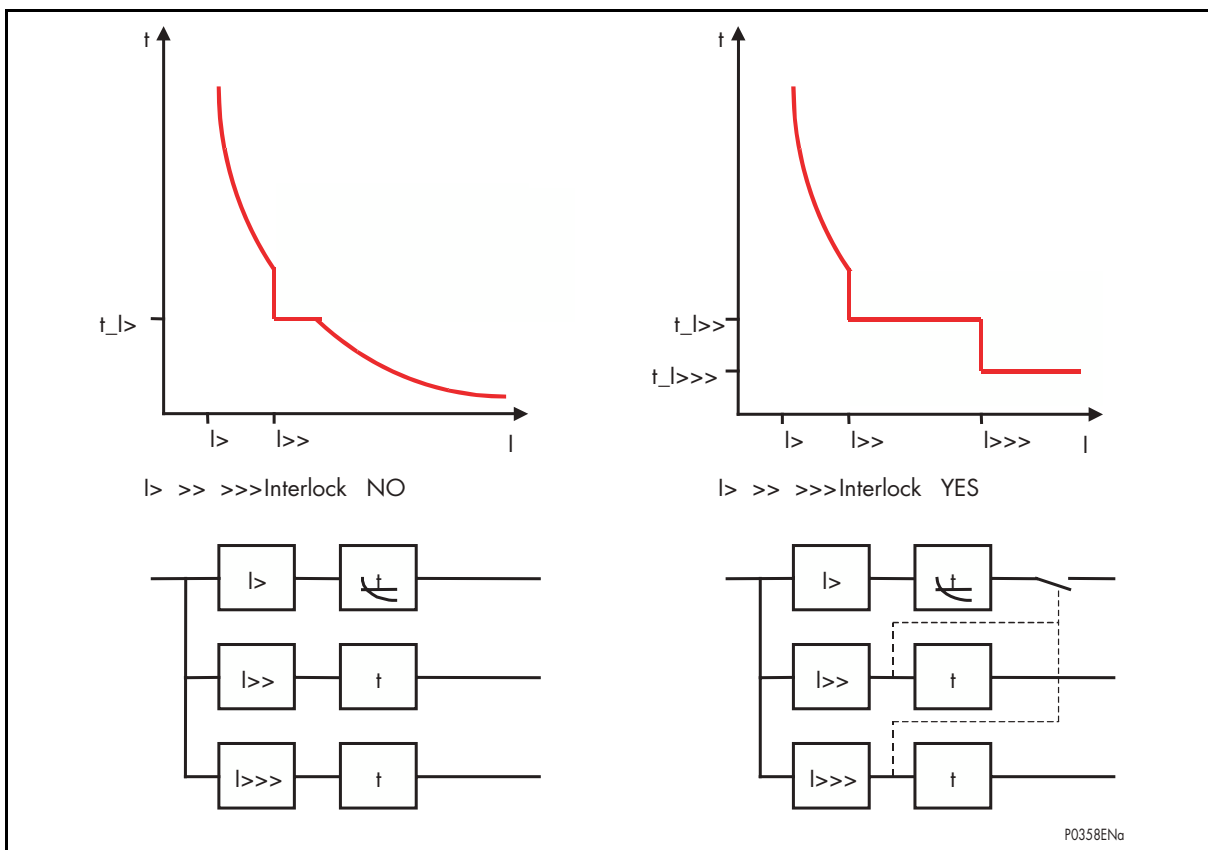 t
t_I>
I>
I>>
I
I> >> >>>Interlock NO
I>
t
I>>
t
I>>>
t
t
t_I>>
t_I>>>
I>
I>>
I>>>
I
I> >> >>>Interlock YES
I>
t
I>>
t
I>>>
t
P0358ENa